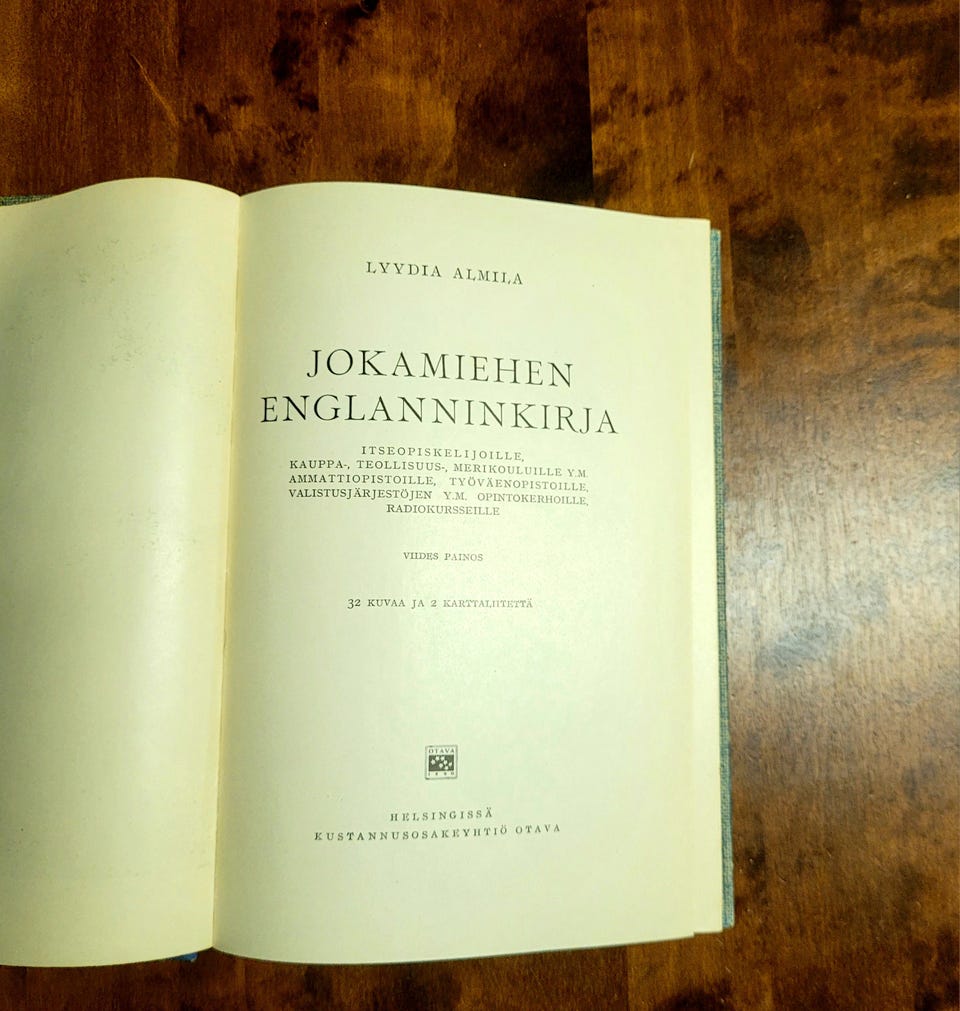 LYYDIA ALMILA
JOKAMIEHEN
ENGLANNINKIRJA
ITSEOPISKELIJOILLE,
KAUPPA-, TEOLLISUUS-, MERIKOULUILLE Y.M.
AMMATTIOPISTOILLE, TYÖVÄENOPISTOILLE,
VALISTUSJÄRJESTÖJEN Y.M. OPINTOKERHOILLE,
RADIOKURSSEILLE
VIIDES PAINOS
32 KUVAA JA 2 KARTTALIITETTÄ
OTAVA
1890
HELSINGISSÄ
KUSTANNUSOSAKEYHTIÖ OTAVA